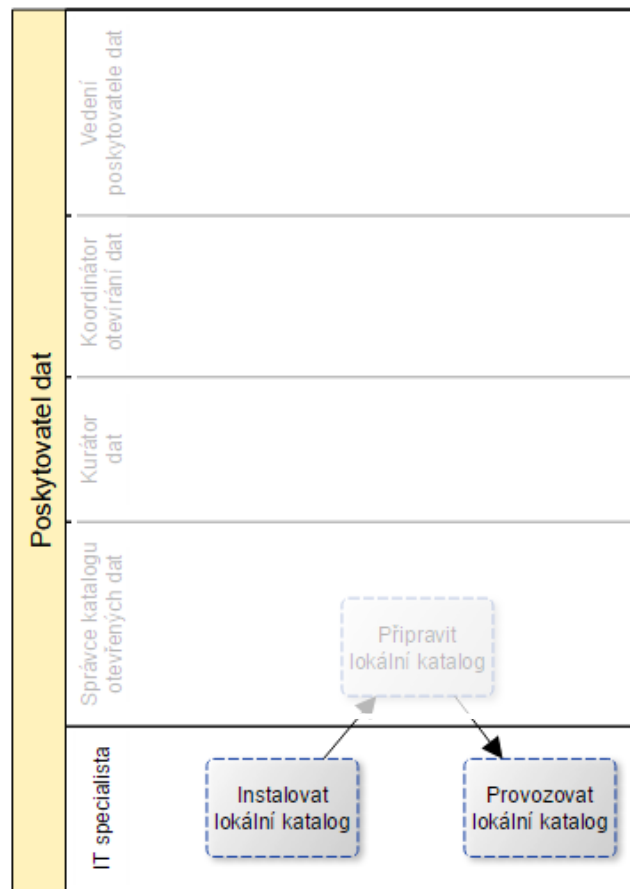 Poskytovatel dat
Vedení
poskytovatele dat
Koordinátor
otevírání dat
Kurátor
dat
Správce katalogu
otevřených dat
Připravit
lokální katalog
IT specialista
Instalovat
lokální katalog
Provozovat
lokální katalog